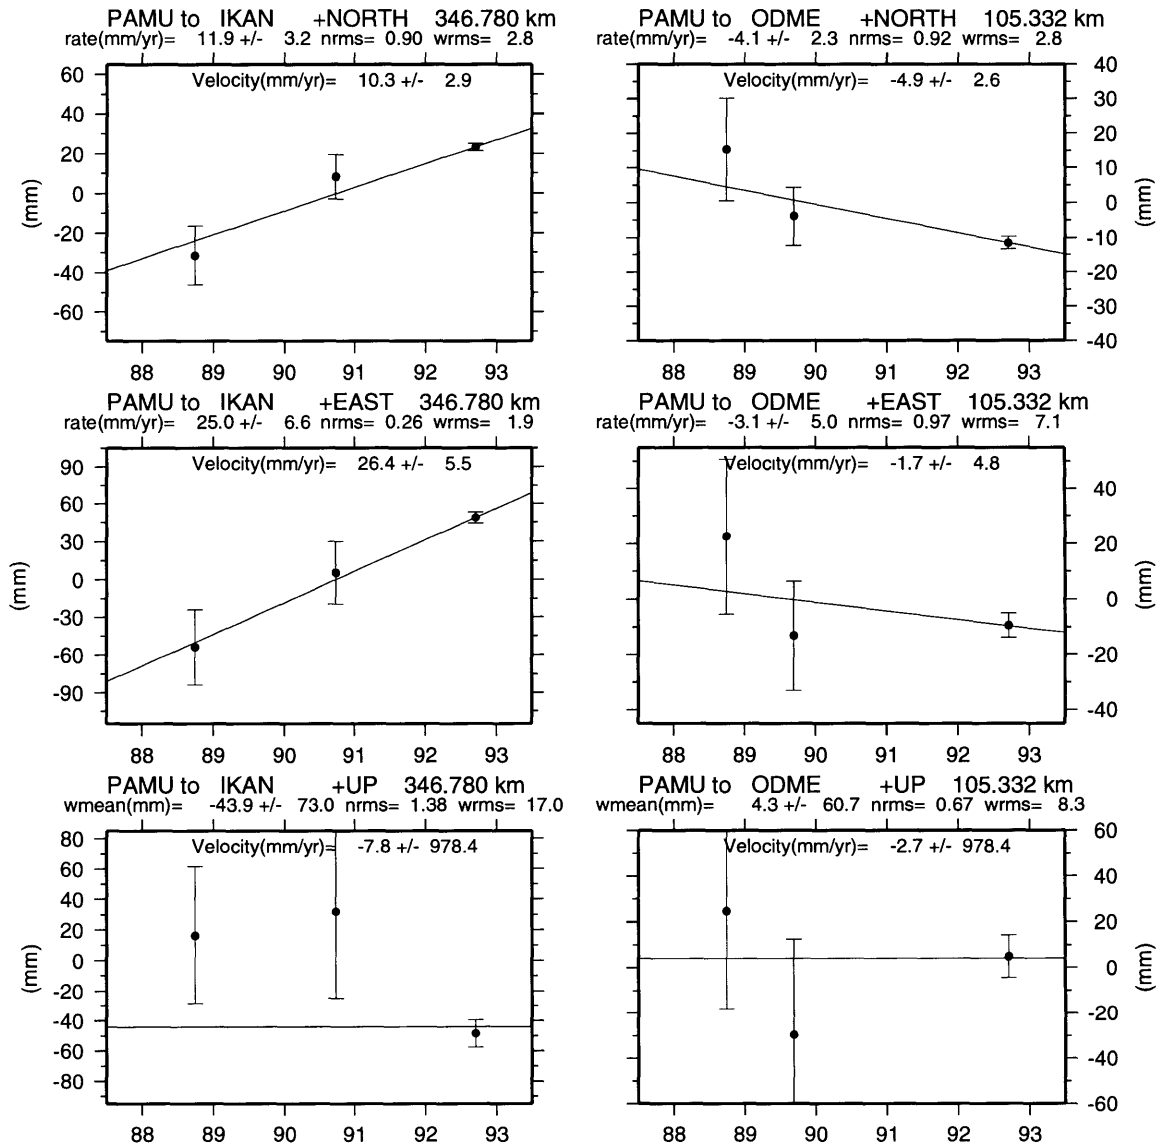 PAMU to IKAN +NORTH 346.780 km
rate(mm/yr)= 11.9 +/- 3.2 nrms= 0.90 wrms= 2.8
Velocity(mm/yr)= 10.3 +/- 2.9
60
40
20
0
-20
-40
-60
(mm)
88 89 90 91 92 93
PAMU to ODME +NORTH 105.332 km
rate(mm/yr)= -4.1 +/- 2.3 nrms= 0.92 wrms= 2.8
Velocity(mm/yr)= -4.9 +/- 2.6
40
30
20
10
0
-10
-20
-30
-40
(mm)
88 89 90 91 92 93
PAMU to IKAN +EAST 346.780 km
rate(mm/yr)= 25.0 +/- 6.6 nrms= 0.26 wrms= 1.9
Velocity(mm/yr)= 26.4 +/- 5.5
90
60
30
0
-30
-60
-90
(mm)
88 89 90 91 92 93
PAMU to ODME +EAST 105.332 km
rate(mm/yr)= -3.1 +/- 5.0 nrms= 0.97 wrms= 7.1
Velocity(mm/yr)= -1.7 +/- 4.8
40
20
0
-20
-40
(mm)
88 89 90 91 92 93
PAMU to IKAN +UP 346.780 km
wmean(mm)= -43.9 +/- 73.0 nrms= 1.38 wrms= 17.0
Velocity(mm/yr)= -7.8 +/- 978.4
80
60
40
20
0
-20
-40
-60
-80
(mm)
88 89 90 91 92 93
PAMU to ODME +UP 105.332 km
wmean(mm)= 4.3 +/- 60.7 nrms= 0.67 wrms= 8.3
Velocity(mm/yr)= -2.7 +/- 978.4
60
40
20
0
-20
-40
-60
(mm)
88 89 90 91 92 93